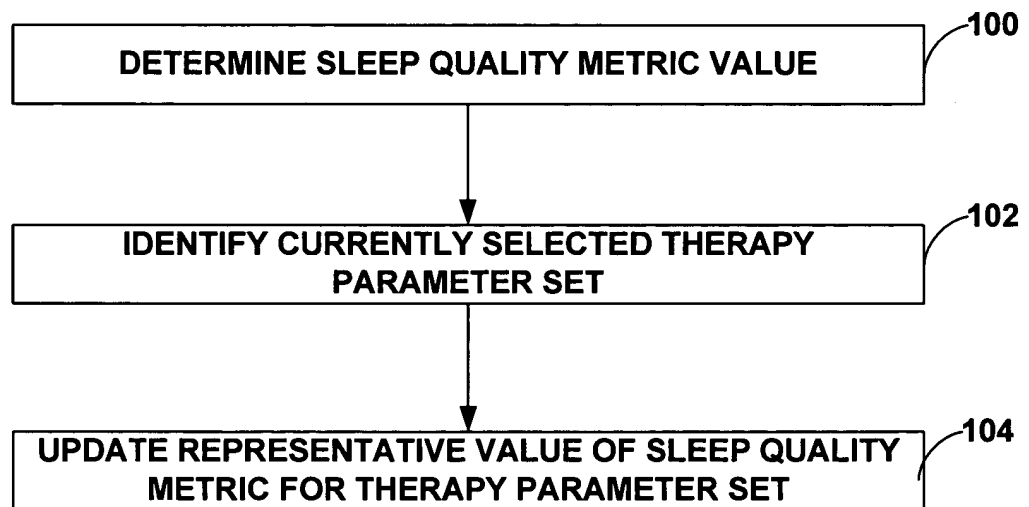 100
DETERMINE SLEEP QUALITY METRIC VALUE
102
IDENTIFY CURRENTLY SELECTED THERAPY
PARAMETER SET
104
UPDATE REPRESENTATIVE VALUE OF SLEEP QUALITY
METRIC FOR THERAPY PARAMETER SET